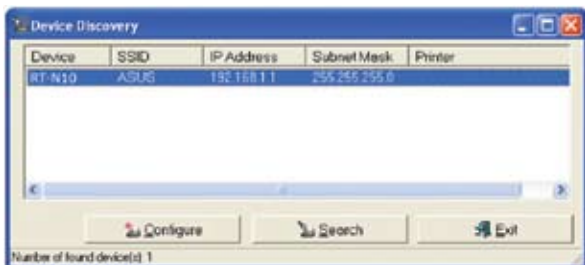 Device Discovery
Device SSID IP Address Subnet Mask Printer
RT-N10 ASUS 192.168.1.1 255.255.255.0
Configure Search Exit
Number of found device(s): 1